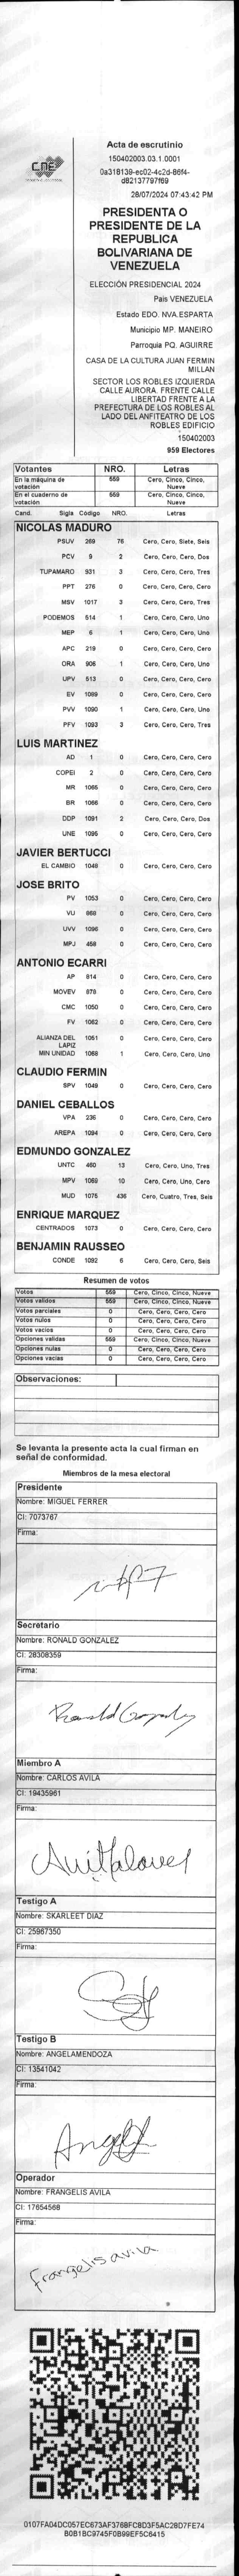 CNE
Acta de escrutinio
150402003.03.1.0001
0a318139-ec02-4c2d-86f4-
d82137797f69
28/07/2024 07:43:42 PM
PRESIDENTA O
PRESIDENTE DE LA
REPUBLICA
BOLIVARIANA DE
VENEZUELA
ELECCIÓN PRESIDENCIAL 2024
Pais VENEZUELA
Estado EDO. NVA.ESPARTA
Municipio MP. MANEIRO
Parroquia PQ. AGUIRRE
CASA DE LA CULTURA JUAN FERMIN
MILLAN
SECTOR LOS ROBLES IZQUIERDA
CALLE AURORA. FRENTE CALLE
LIBERTAD FRENTE A LA
PREFECTURA DE LOS ROBLES AL
LADO DEL ANFITEATRO DE LOS
ROBLES EDIFICIO
150402003
959 Electores
Votantes NRO. Letras
En la máquina de votación 559 Cero, Cinco, Cinco, Nueve
En el cuaderno de votación 559 Cero, Cinco, Cinco, Nueve
Cand. Sigla Código NRO. Letras
NICOLAS MADURO
PSUV 269 76 Cero, Cero, Siete, Seis
PCV 9 2 Cero, Cero, Cero, Dos
TUPAMARO 931 3 Cero, Cero, Cero, Tres
PPT 276 0 Cero, Cero, Cero, Cero
MSV 1017 3 Cero, Cero, Cero, Tres
PODEMOS 514 1 Cero, Cero, Cero, Uno
MEP 6 1 Cero, Cero, Cero, Uno
APC 219 0 Cero, Cero, Cero, Cero
ORA 906 1 Cero, Cero, Cero, Uno
UPV 513 0 Cero, Cero, Cero, Cero
EV 1089 0 Cero, Cero, Cero, Cero
PVV 1090 1 Cero, Cero, Cero, Uno
PFV 1093 3 Cero, Cero, Cero, Tres
LUIS MARTINEZ
AD 1 0 Cero, Cero, Cero, Cero
COPEI 2 0 Cero, Cero, Cero, Cero
MR 1065 0 Cero, Cero, Cero, Cero
BR 1066 0 Cero, Cero, Cero, Cero
DDP 1091 2 Cero, Cero, Cero, Dos
UNE 1095 0 Cero, Cero, Cero, Cero
JAVIER BERTUCCI
EL CAMBIO 1048 0 Cero, Cero, Cero, Cero
JOSE BRITO
PV 1053 0 Cero, Cero, Cero, Cero
VU 868 0 Cero, Cero, Cero, Cero
UVV 1096 0 Cero, Cero, Cero, Cero
MPJ 458 0 Cero, Cero, Cero, Cero
ANTONIO ECARRI
AP 814 0 Cero, Cero, Cero, Cero
MOVEV 878 0 Cero, Cero, Cero, Cero
CMC 1050 0 Cero, Cero, Cero, Cero
FV 1062 0 Cero, Cero, Cero, Cero
ALIANZA DEL LAPIZ 1051 0 Cero, Cero, Cero, Cero
MIN UNIDAD 1068 1 Cero, Cero, Cero, Uno
CLAUDIO FERMIN
SPV 1049 0 Cero, Cero, Cero, Cero
DANIEL CEBALLOS
VPA 236 0 Cero, Cero, Cero, Cero
AREPA 1094 0 Cero, Cero, Cero, Cero
EDMUNDO GONZALEZ
UNTC 460 13 Cero, Cero, Uno, Tres
MPV 1069 10 Cero, Cero, Uno, Cero
MUD 1075 436 Cero, Cuatro, Tres, Seis
ENRIQUE MARQUEZ
CENTRADOS 1073 0 Cero, Cero, Cero, Cero
BENJAMIN RAUSSEO
CONDE 1092 6 Cero, Cero, Cero, Seis
Resumen de votos
Votos 559 Cero, Cinco, Cinco, Nueve
Votos validos 559 Cero, Cinco, Cinco, Nueve
Votos parciales 0 Cero, Cero, Cero, Cero
Votos nulos 0 Cero, Cero, Cero, Cero
Votos vacios 0 Cero, Cero, Cero, Cero
Opciones validas 559 Cero, Cinco, Cinco, Nueve
Opciones nulas 0 Cero, Cero, Cero, Cero
Opciones vacias 0 Cero, Cero, Cero, Cero
Observaciones:
Se levanta la presente acta la cual firman en
señal de conformidad.
Miembros de la mesa electoral
Presidente
Nombre: MIGUEL FERRER
CI: 7073767
Firma:
Secretario
Nombre: RONALD GONZALEZ
CI: 28308359
Firma:
Ronald Gonzalez
Miembro A
Nombre: CARLOS AVILA
CI: 19435961
Firma:
Testigo A
Nombre: SKARLEET DIAZ
CI: 25967350
Firma:
Testigo B
Nombre: ANGELAMENDOZA
CI: 13541042
Firma:
Operador
Nombre: FRANGELIS AVILA
CI: 17654568
Firma:
Frangelis avila
0107FA04DC057EC673AF3768FC8D3F5AC28D7FE74
B0B1BC9745F0B99EF5C6415